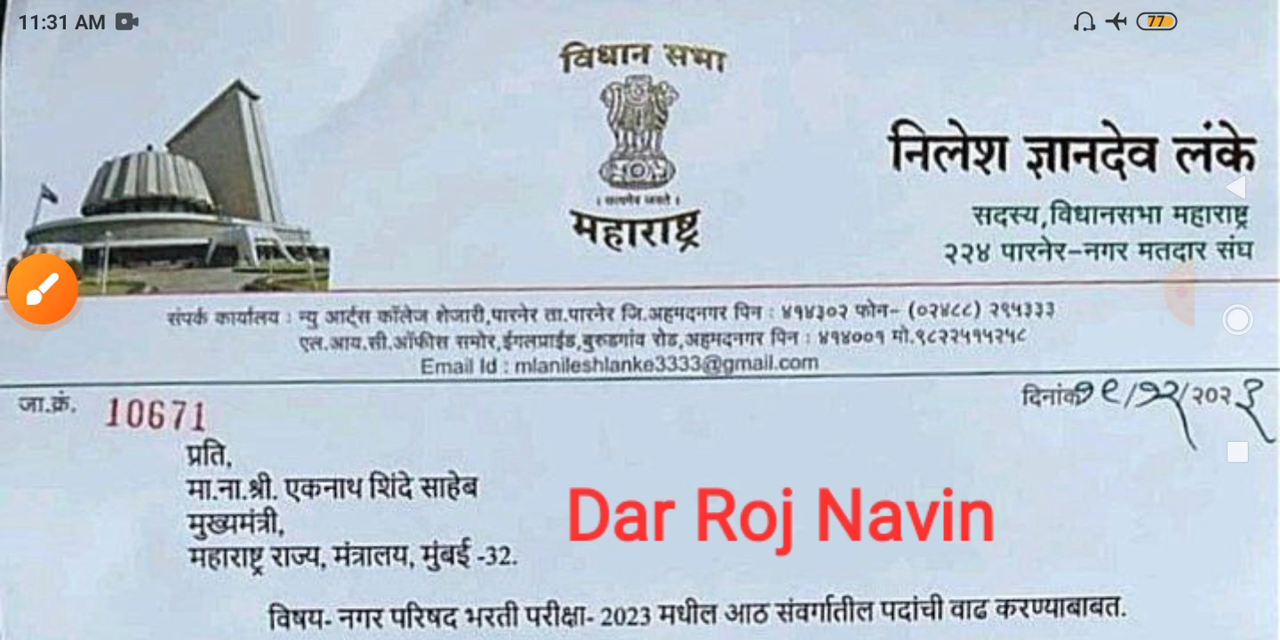 11:31 AM
77
विधान सभा
। सत्यमेव जयते ।
महाराष्ट्र
निलेश ज्ञानदेव लंके
सदस्य,विधानसभा महाराष्ट्र
२२४ पारनेर-नगर मतदार संघ
संपर्क कार्यालय : न्यु आर्ट्स कॉलेज शेजारी,पारनेर ता.पारनेर जि.अहमदनगर पिन : ४१४३०२ फोन- (०२४८८) २९५३३३
एल.आय.सी.ऑफीस समोर,ईगलप्राईड,बुरुडगांव रोड,अहमदनगर पिन : ४१४००१ मो.९८२२५१५२५८
Email Id : mlanileshlanke3333@gmail.com
जा.क्रं. 10671
दिनांक १९/१२/२०२३
प्रति,
मा.ना.श्री. एकनाथ शिंदे साहेब
मुख्यमंत्री,
महाराष्ट्र राज्य, मंत्रालय, मुंबई -32.
Dar Roj Navin
विषय- नगर परिषद भरती परीक्षा- 2023 मधील आठ संवर्गातील पदांची वाढ करण्याबाबत.